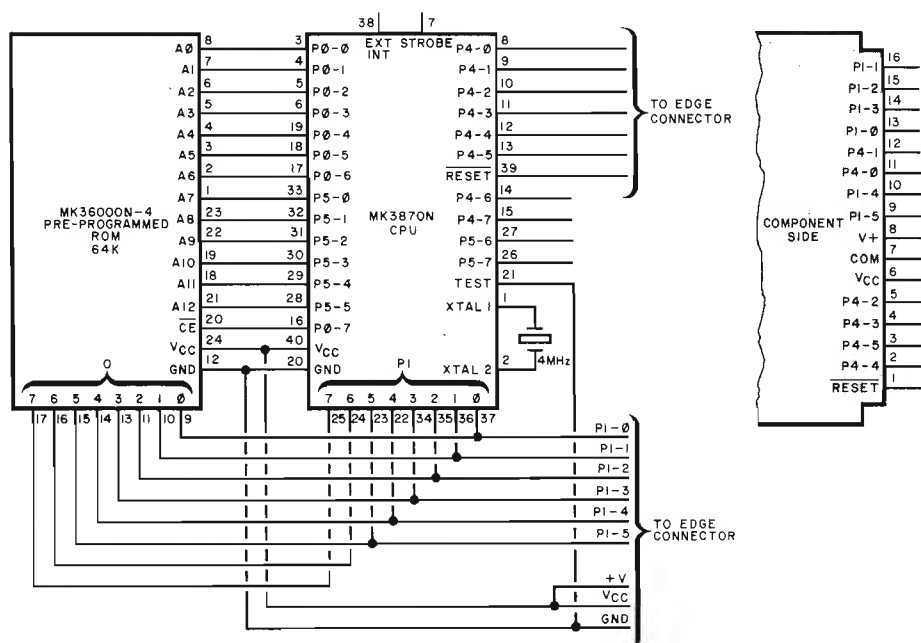 38 7
EXT STROBE
INT
MK36000N-4
PRE-PROGRAMMED
ROM
64K
MK3870N
CPU
A0 8 3 P0-0
A1 7 4 P0-1
A2 6 5 P0-2
A3 5 6 P0-3
A4 4 19 P0-4
A5 3 18 P0-5
A6 2 17 P0-6
A7 1 33 P5-0
A8 23 32 P5-1
A9 22 31 P5-2
A10 19 30 P5-3
A11 18 29 P5-4
A12 21 28 P5-5
CE 20 16 P0-7
VCC 24 40 VCC
GND 12 20 GND
P4-0 8
P4-1 9
P4-2 10
P4-3 11
P4-4 12
P4-5 13
RESET 39
P4-6 14
P4-7 15
P5-6 27
P5-7 26
TEST 21
XTAL 1 1
XTAL 2 2
4MHz
TO EDGE
CONNECTOR
O
7 6 5 4 3 2 1 0
17 16 15 14 13 11 10 9
P1
7 6 5 4 3 2 1 0
25 24 23 22 34 35 36 37
P1-0
P1-1
P1-2
P1-3
P1-4
P1-5
+V
VCC
GND
TO EDGE
CONNECTOR
COMPONENT
SIDE
P1-1 16
P1-2 15
P1-3 14
P1-0 13
P4-1 12
P4-0 11
P1-4 10
P1-5 9
V+ 8
COM 7
VCC 6
P4-2 5
P4-3 4
P4-5 3
P4-4 2
RESET 1